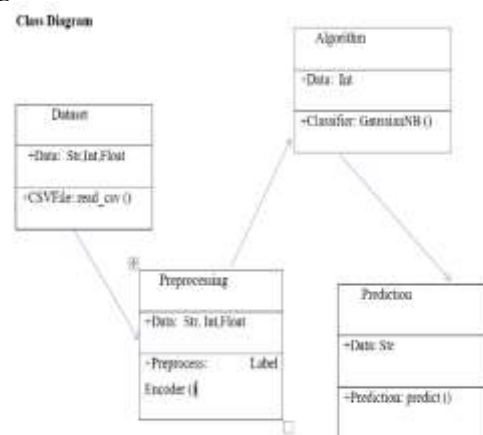 Class Diagram
Dataset
+Data: Str,Int,Float
+CSVFile: read_csv ()
Preprocessing
+Data: Str, Int,Float
+Preprocess: Label
Encoder ()
Algorithm
+Data: Int
+Classifier: GaussianNB ()
Prediction
+Data: Str
+Prediction: predict ()